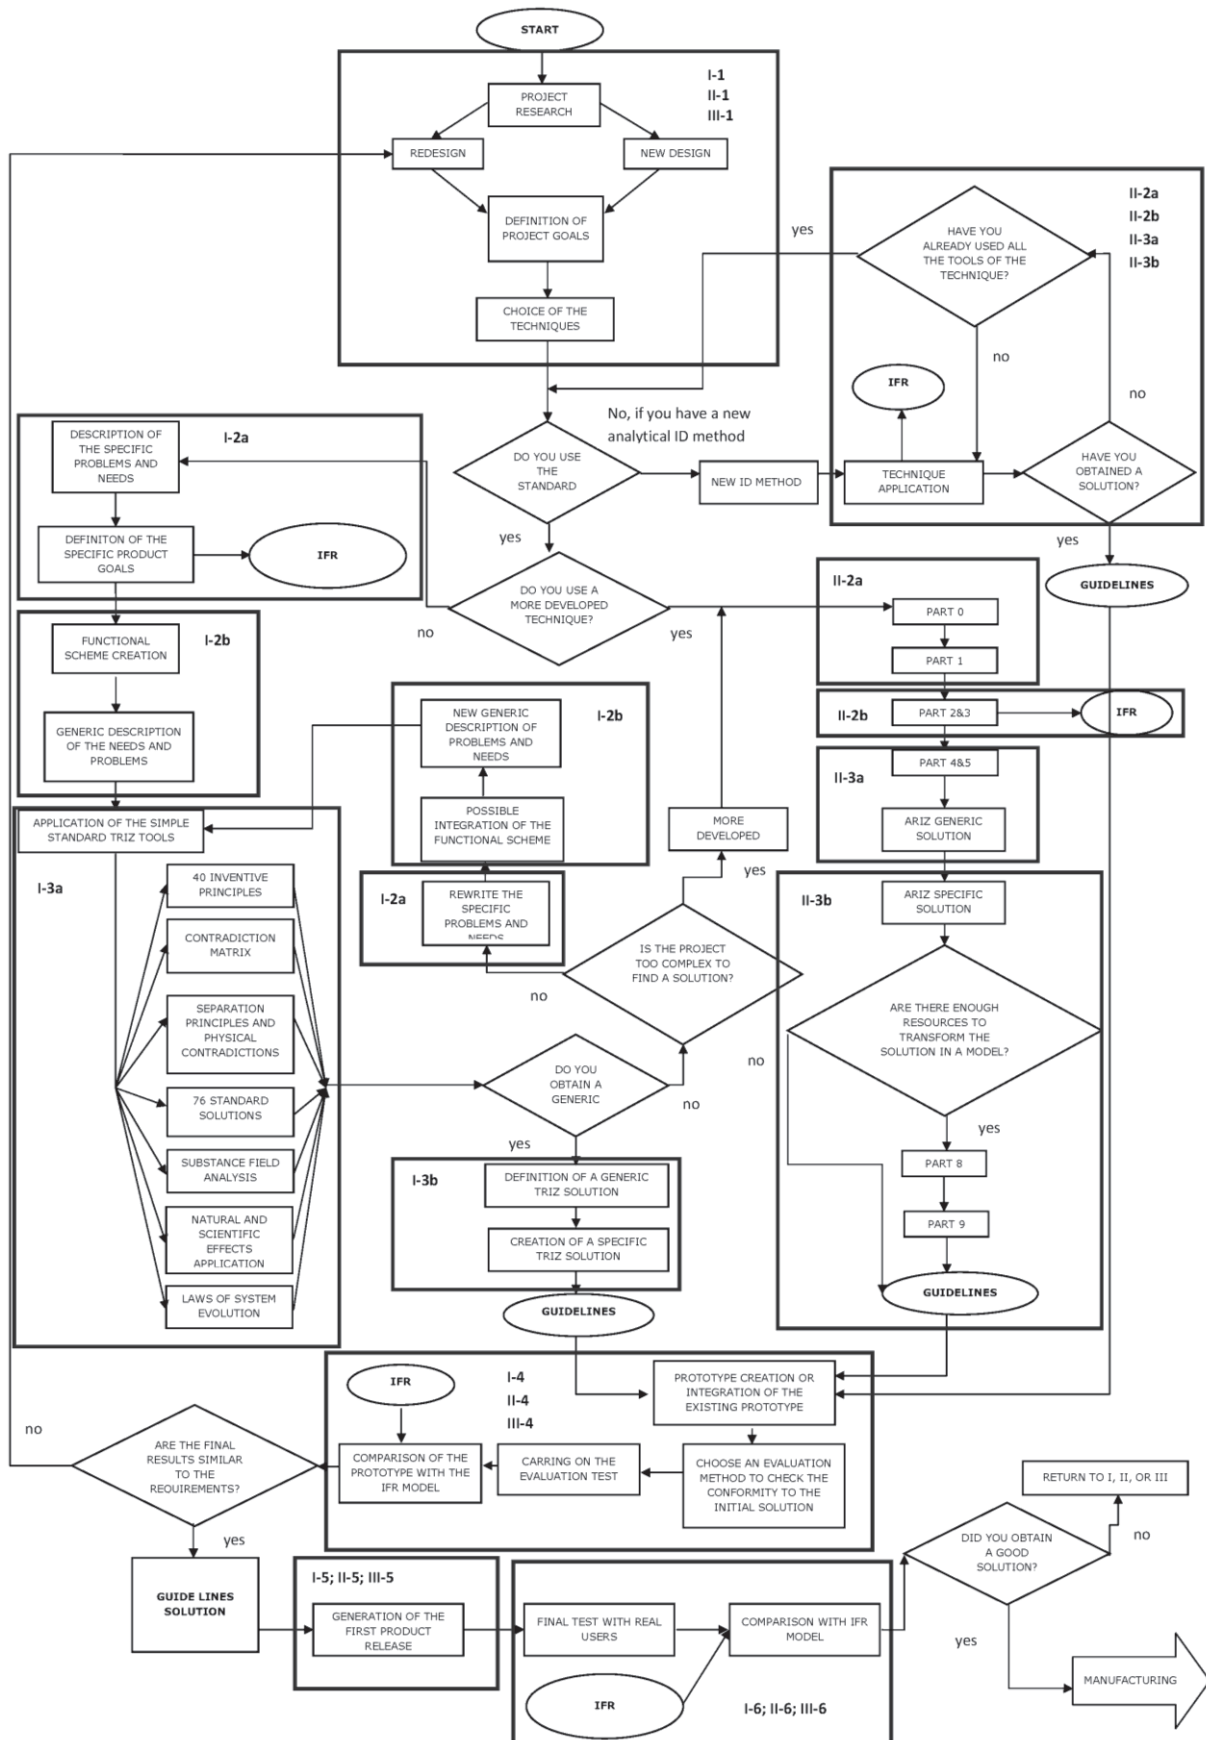 START
I-1
II-1
III-1
PROJECT
RESEARCH
REDESIGN
NEW DESIGN
DEFINITION OF
PROJECT GOALS
CHOICE OF THE
TECHNIQUES
yes
HAVE YOU
ALREADY USED ALL
THE TOOLS OF THE
TECHNIQUE?
II-2a
II-2b
II-3a
II-3b
no
IFR
no
No, if you have a new
analytical ID method
DO YOU USE
THE
STANDARD
NEW ID METHOD
TECHNIQUE
APPLICATION
HAVE YOU
OBTAINED A
SOLUTION?
DESCRIPTION OF
THE SPECIFIC
PROBLEMS AND
NEEDS
I-2a
DEFINITON OF THE
SPECIFIC PRODUCT
GOALS
IFR
yes
yes
GUIDELINES
DO YOU USE A
MORE DEVELOPED
TECHNIQUE?
no
yes
II-2a
PART 0
PART 1
FUNCTIONAL
SCHEME CREATION
I-2b
GENERIC DESCRIPTION
OF THE NEEDS AND
PROBLEMS
NEW GENERIC
DESCRIPTION OF
PROBLEMS AND
NEEDS
I-2b
II-2b
PART 2&3
IFR
PART 4&5
II-3a
ARIZ GENERIC
SOLUTION
POSSIBLE
INTEGRATION OF THE
FUNCTIONAL SCHEME
MORE
DEVELOPED
yes
APPLICATION OF THE SIMPLE
STANDARD TRIZ TOOLS
I-3a
I-2a
REWRITE THE
SPECIFIC
PROBLEMS AND
NEEDS
II-3b
ARIZ SPECIFIC
SOLUTION
40 INVENTIVE
PRINCIPLES
CONTRADICTION
MATRIX
SEPARATION
PRINCIPLES AND
PHYSICAL
CONTRADICTIONS
76 STANDARD
SOLUTIONS
SUBSTANCE FIELD
ANALYSIS
NATURAL AND
SCIENTIFIC
EFFECTS
APPLICATION
LAWS OF SYSTEM
EVOLUTION
IS THE PROJECT
TOO COMPLEX TO
FIND A SOLUTION?
no
ARE THERE ENOUGH
RESOURCES TO
TRANSFORM THE
SOLUTION IN A MODEL?
no
DO YOU
OBTAIN A
GENERIC
no
yes
yes
I-3b
DEFINITION OF A GENERIC
TRIZ SOLUTION
CREATION OF A SPECIFIC
TRIZ SOLUTION
PART 8
PART 9
GUIDELINES
GUIDELINES
IFR
I-4
II-4
III-4
PROTOTYPE CREATION OR
INTEGRATION OF THE
EXISTING PROTOTYPE
COMPARISON OF THE
PROTOTYPE WITH THE
IFR MODEL
CARRING ON THE
EVALUATION TEST
CHOOSE AN EVALUATION
METHOD TO CHECK THE
CONFORMITY TO THE
INITIAL SOLUTION
no
ARE THE FINAL
RESULTS SIMILAR
TO THE
REQUIREMENTS?
yes
RETURN TO I, II, OR III
DID YOU OBTAIN
A GOOD
SOLUTION?
no
yes
GUIDE LINES
SOLUTION
I-5; II-5; III-5
GENERATION OF THE
FIRST PRODUCT
RELEASE
FINAL TEST WITH REAL
USERS
COMPARISON WITH IFR
MODEL
IFR
I-6; II-6; III-6
MANUFACTURING